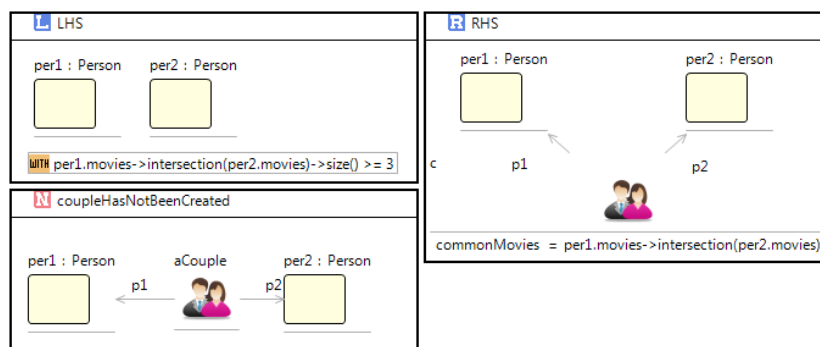 L LHS
per1 : Person per2 : Person
WITH per1.movies->intersection(per2.movies)->size() >= 3
N coupleHasNotBeenCreated
per1 : Person aCouple per2 : Person
p1 p2
R RHS
per1 : Person per2 : Person
c p1 p2
commonMovies = per1.movies->intersection(per2.movies)